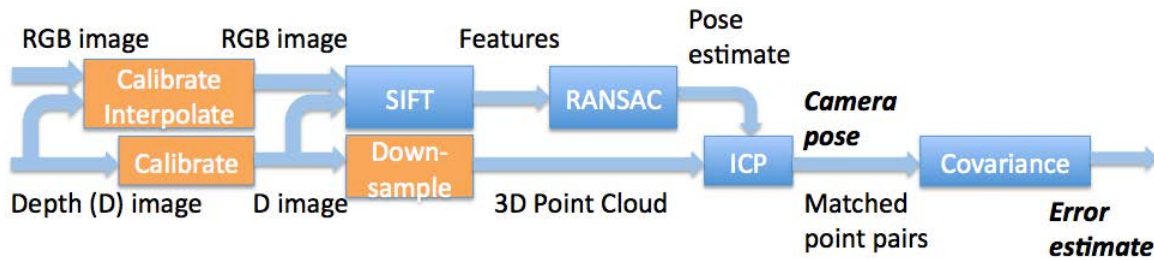 RGB image
RGB image
Features
Pose
estimate
Calibrate
Interpolate
SIFT
RANSAC
Camera
pose
Calibrate
Down-
sample
ICP
Covariance
Depth (D) image
D image
3D Point Cloud
Matched
point pairs
Error
estimate